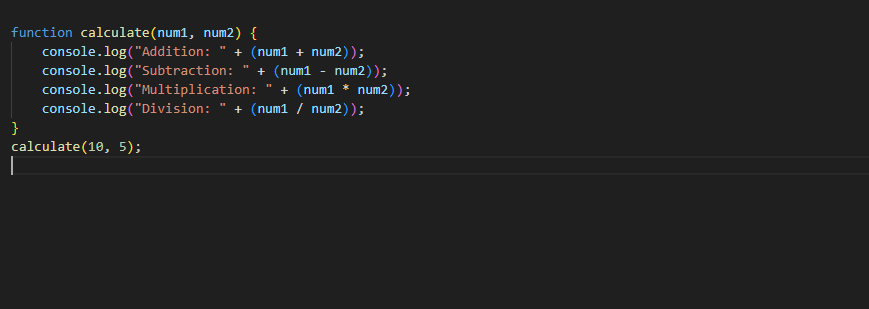 function calculate(num1, num2) {
    console.log("Addition: " + (num1 + num2));
    console.log("Subtraction: " + (num1 - num2));
    console.log("Multiplication: " + (num1 * num2));
    console.log("Division: " + (num1 / num2));
}
calculate(10, 5);